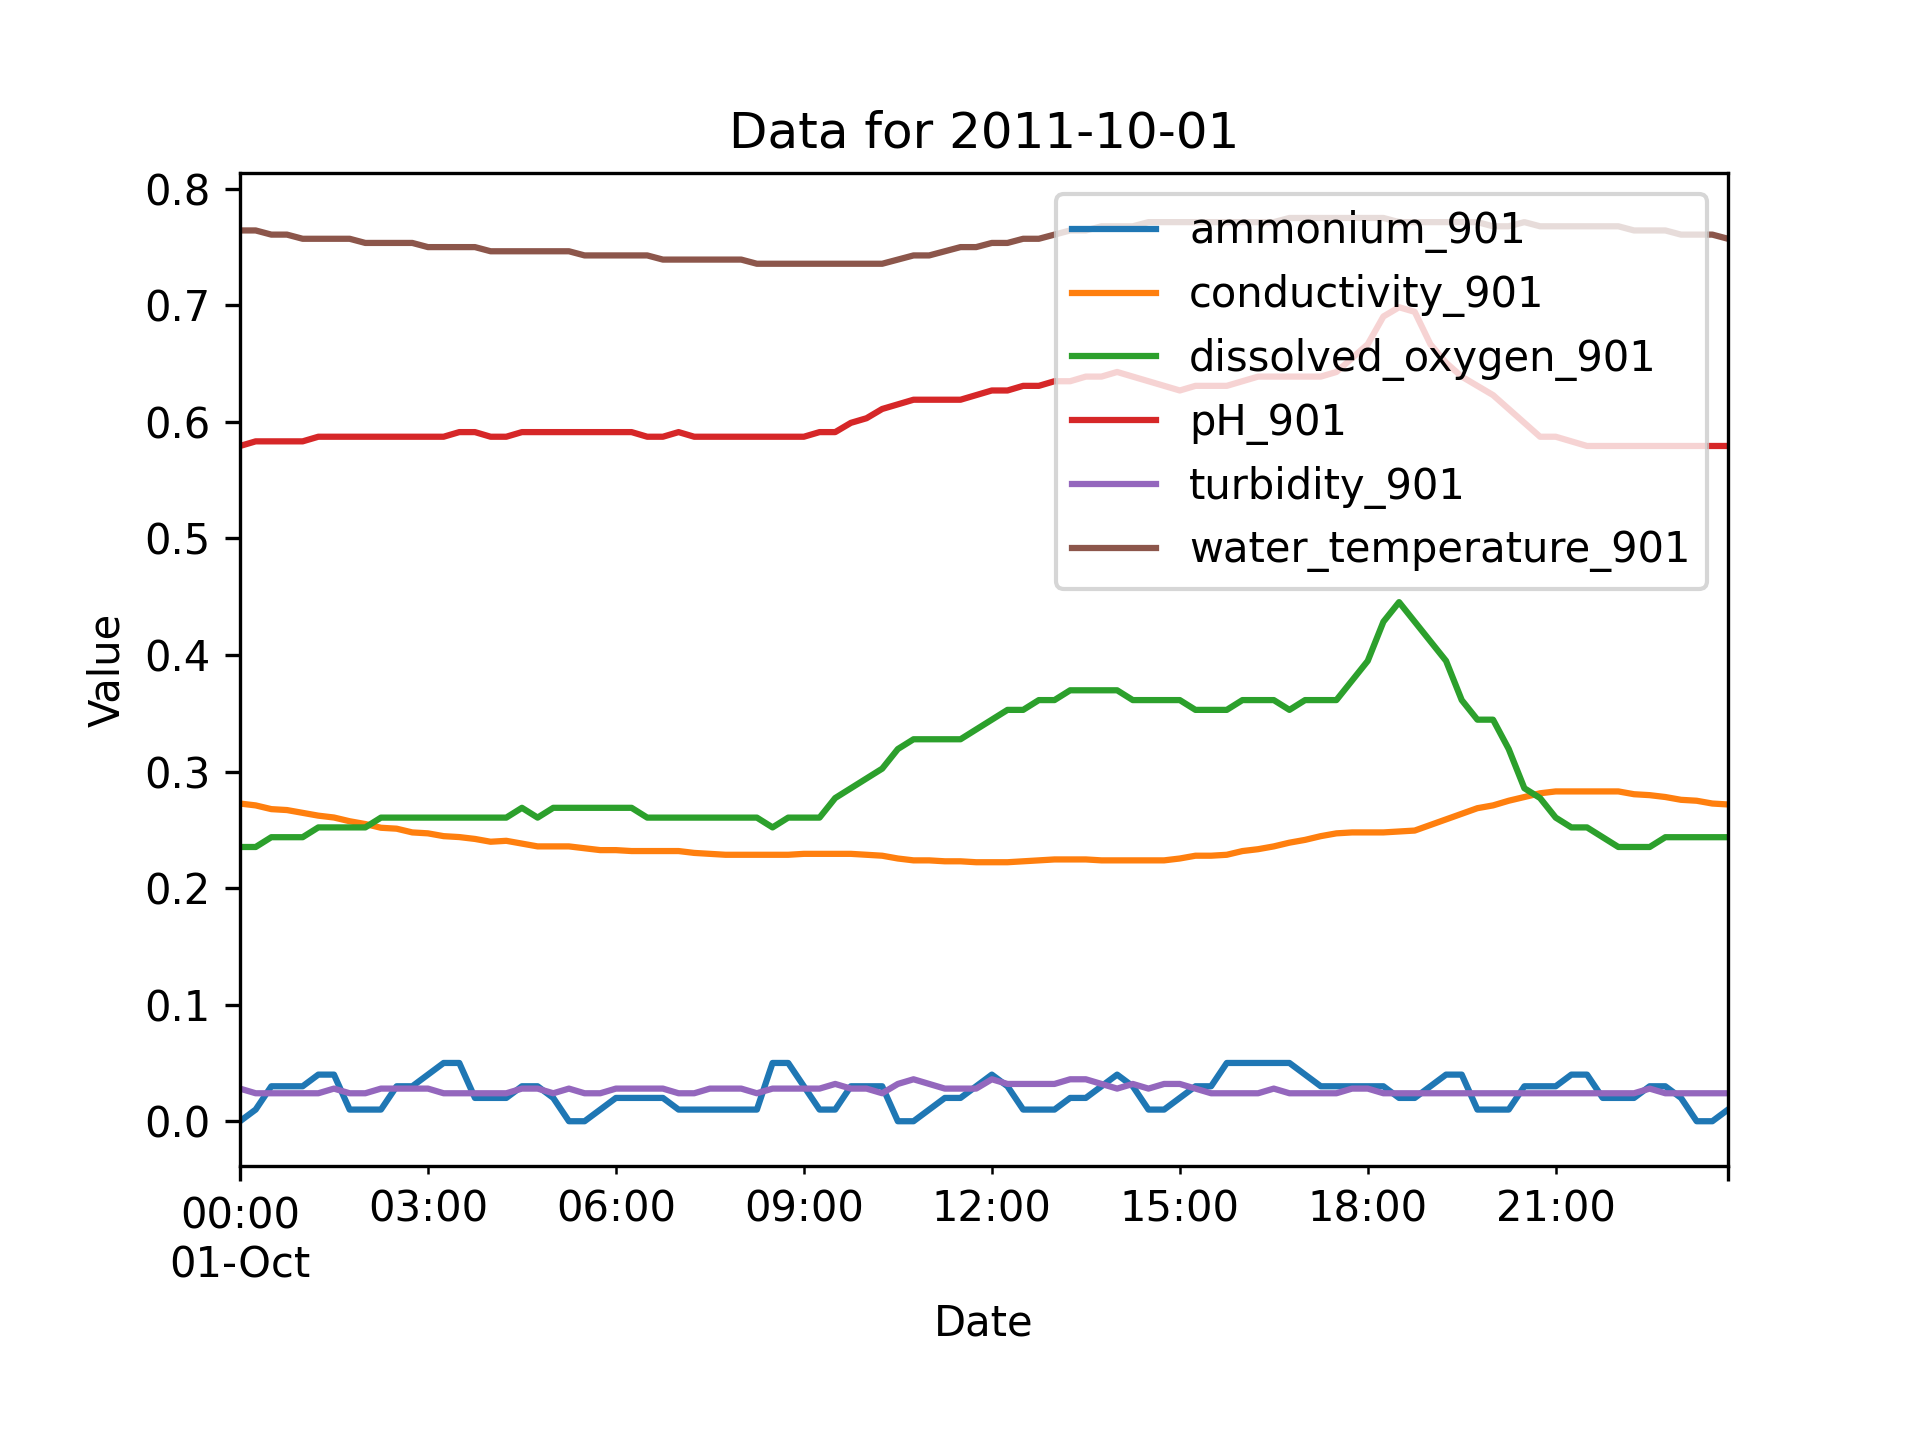 Data for 2011-10-01
0.8
0.7
0.6
0.5
0.4
0.3
0.2
0.1
0.0
Value
ammonium_901
conductivity_901
dissolved_oxygen_901
pH_901
turbidity_901
water_temperature_901
00:00 03:00 06:00 09:00 12:00 15:00 18:00 21:00
01-Oct
Date